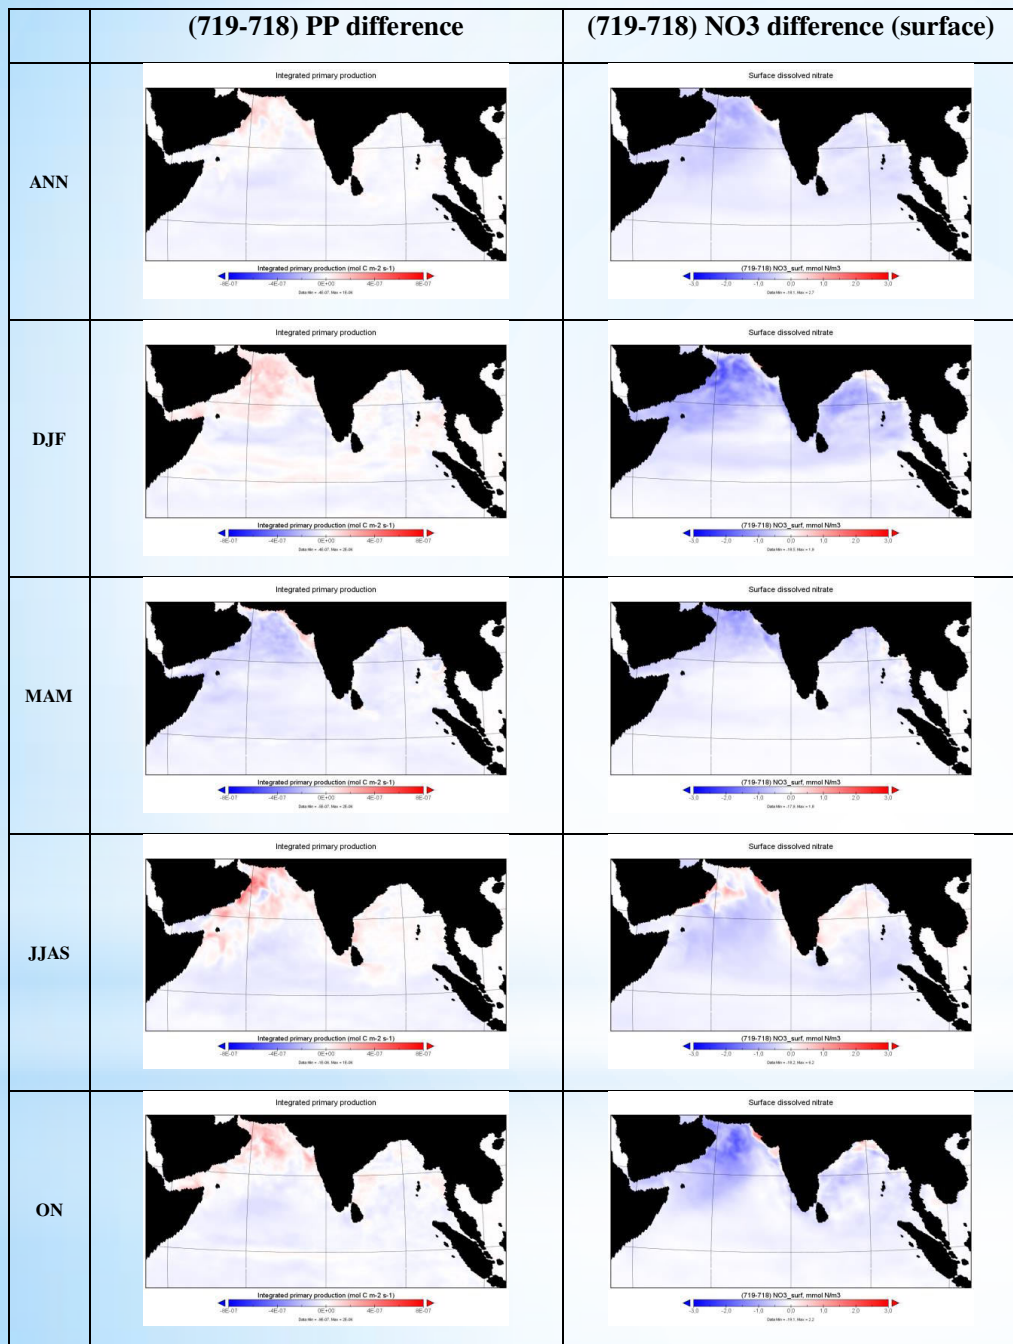 (719-718) PP difference
(719-718) NO3 difference (surface)
ANN
Integrated primary production
Integrated primary production (mol C m-2 s-1)
-8E-07 -4E-07 0E+00 4E-07 8E-07
Surface dissolved nitrate
(719-718) NO3_surf, mmol N/m3
-3.0 -2.0 -1.0 0.0 1.0 2.0 3.0
DJF
Integrated primary production
Integrated primary production (mol C m-2 s-1)
-8E-07 -4E-07 0E+00 4E-07 8E-07
Surface dissolved nitrate
(719-718) NO3_surf, mmol N/m3
-3.0 -2.0 -1.0 0.0 1.0 2.0 3.0
MAM
Integrated primary production
Integrated primary production (mol C m-2 s-1)
-8E-07 -4E-07 0E+00 4E-07 8E-07
Surface dissolved nitrate
(719-718) NO3_surf, mmol N/m3
-3.0 -2.0 -1.0 0.0 1.0 2.0 3.0
JJAS
Integrated primary production
Integrated primary production (mol C m-2 s-1)
-8E-07 -4E-07 0E+00 4E-07 8E-07
Surface dissolved nitrate
(719-718) NO3_surf, mmol N/m3
-3.0 -2.0 -1.0 0.0 1.0 2.0 3.0
ON
Integrated primary production
Integrated primary production (mol C m-2 s-1)
-8E-07 -4E-07 0E+00 4E-07 8E-07
Surface dissolved nitrate
(719-718) NO3_surf, mmol N/m3
-3.0 -2.0 -1.0 0.0 1.0 2.0 3.0